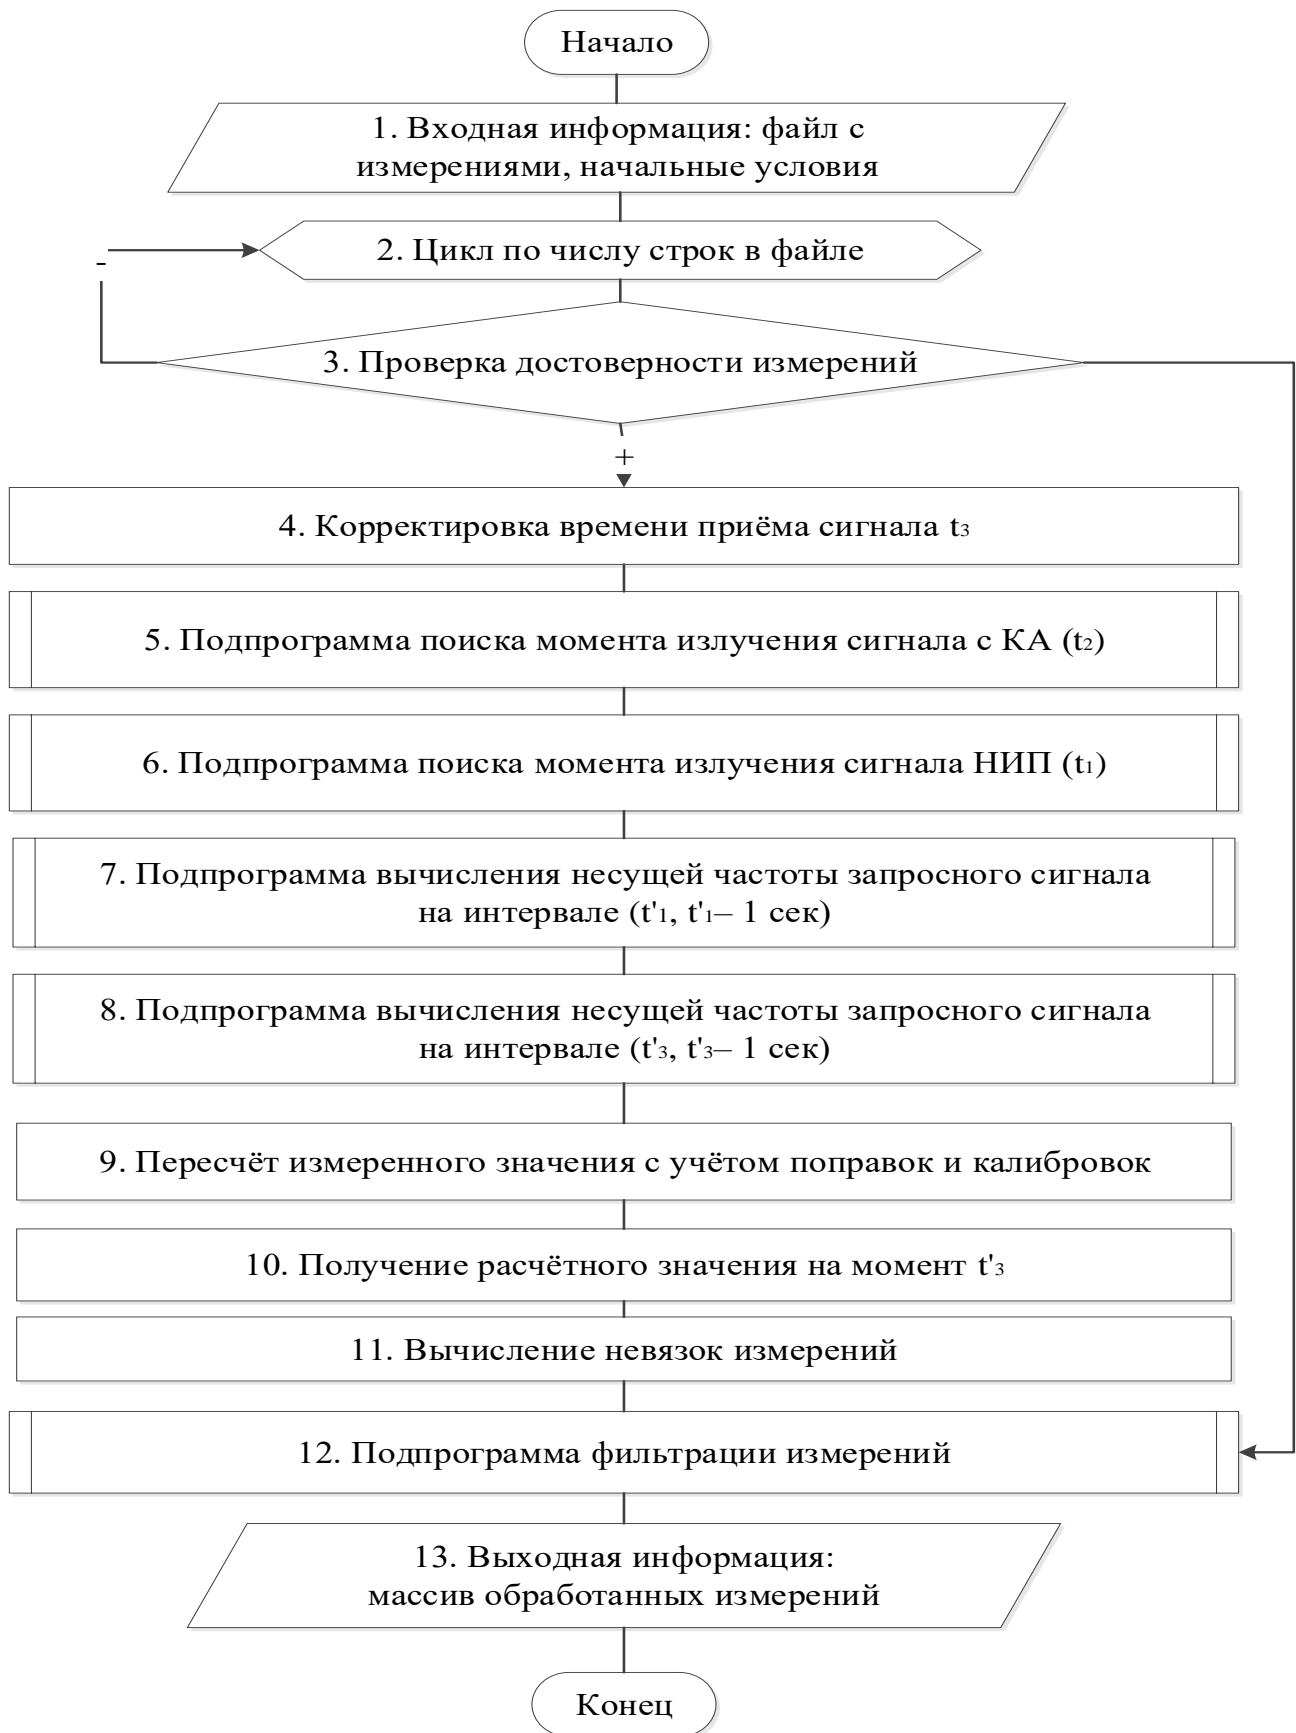 Начало
1. Входная информация: файл с
измерениями, начальные условия
2. Цикл по числу строк в файле
-
3. Проверка достоверности измерений
+
4. Корректировка времени приёма сигнала t₃
5. Подпрограмма поиска момента излучения сигнала с КА (t₂)
6. Подпрограмма поиска момента излучения сигнала НИП (t₁)
7. Подпрограмма вычисления несущей частоты запросного сигнала
на интервале (t'₁, t'₁– 1 сек)
8. Подпрограмма вычисления несущей частоты запросного сигнала
на интервале (t'₃, t'₃– 1 сек)
9. Пересчёт измеренного значения с учётом поправок и калибровок
10. Получение расчётного значения на момент t'₃
11. Вычисление невязок измерений
12. Подпрограмма фильтрации измерений
13. Выходная информация:
массив обработанных измерений
Конец